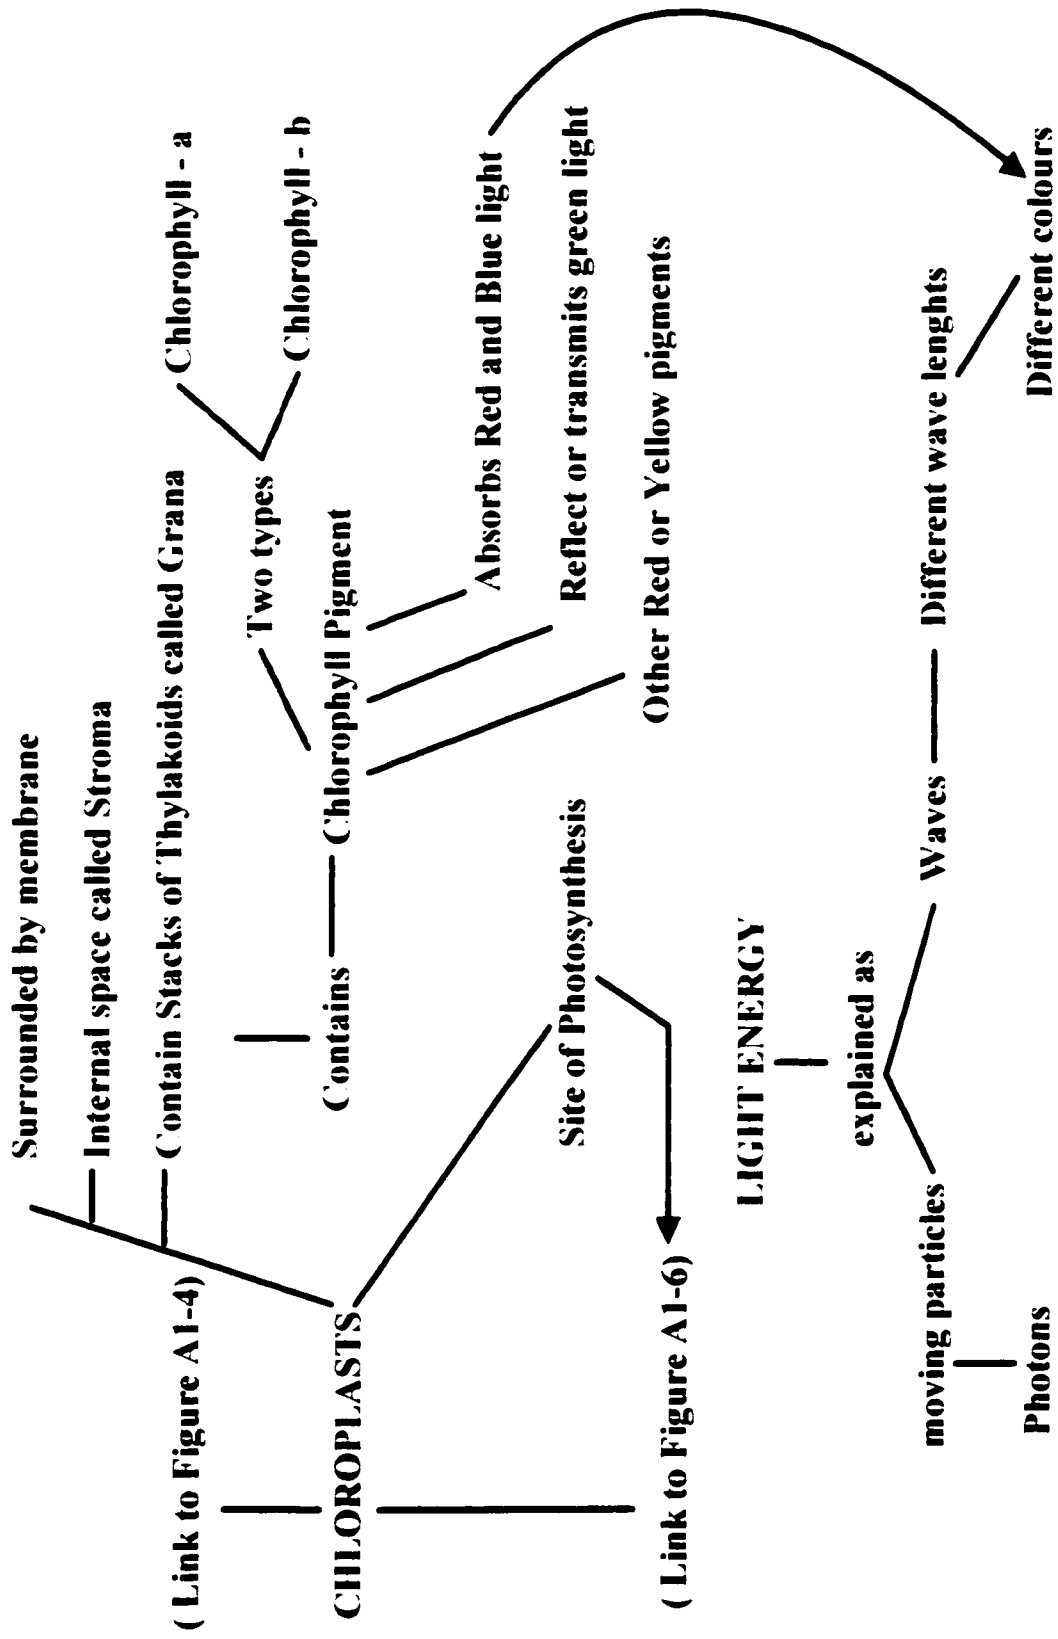 Surrounded by membrane
Internal space called Stroma
( Link to Figure A1-4)
Contain Stacks of Thylakoids called Grana
Chlorophyll - a
Two types
Chlorophyll - b
CHLOROPLASTS
Contains
Chlorophyll Pigment
Absorbs Red and Blue light
Site of Photosynthesis
Reflect or transmits green light
( Link to Figure A1-6)
Other Red or Yellow pigments
LIGHT ENERGY
explained as
moving particles
Waves
Different wave lenghts
Photons
Different colours